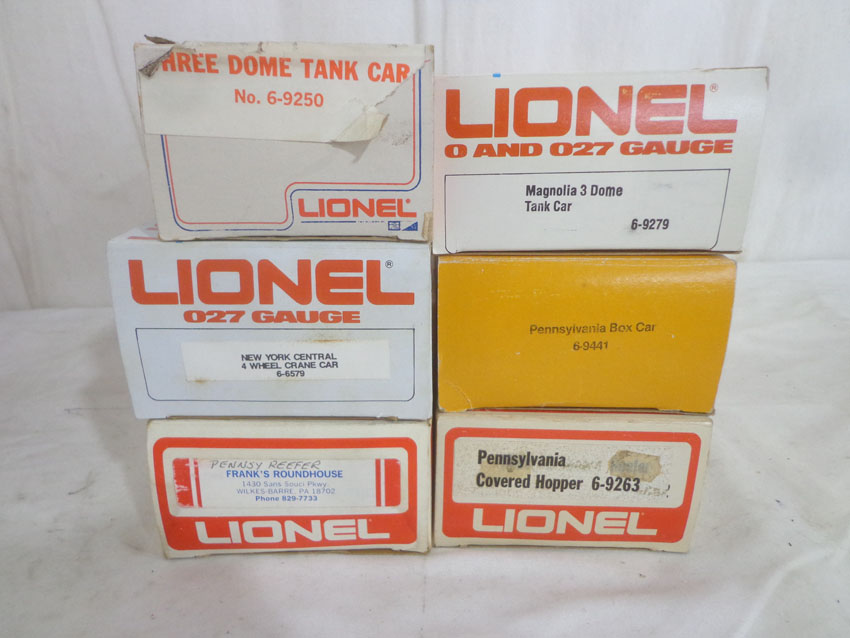 HREE DOME TANK CAR
No. 6-9250
LIONEL
LIONEL®
O AND O27 GAUGE
Magnolia 3 Dome
Tank Car
6-9279
LIONEL®
O27 GAUGE
NEW YORK CENTRAL
4 WHEEL CRANE CAR
6-6579
Pennsylvania Box Car
6-9441
PENNSY REEFER
FRANK'S ROUNDHOUSE
1430 Sans Souci Pkwy.
WILKES-BARRE, PA 18702
Phone 829-7733
LIONEL
Pennsylvania
Covered Hopper 6-9263
LIONEL